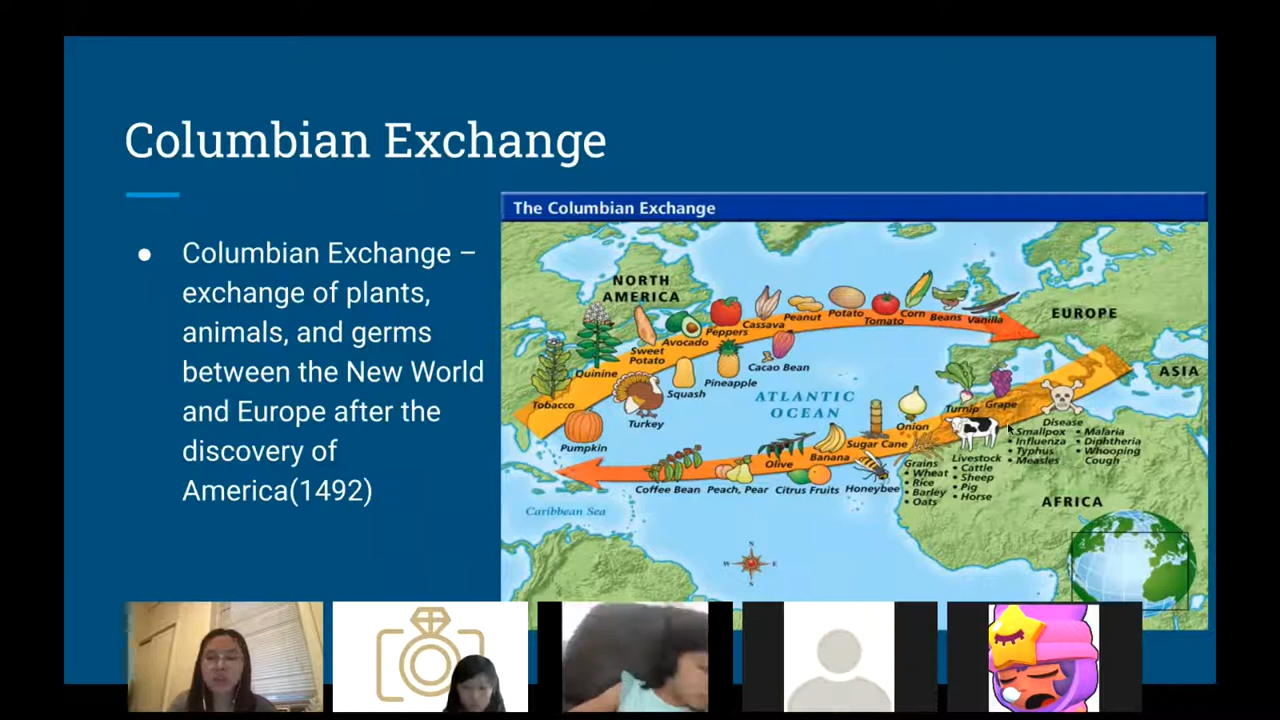 Columbian Exchange
● Columbian Exchange –
exchange of plants,
animals, and germs
between the New World
and Europe after the
discovery of
America(1492)
The Columbian Exchange
NORTH
AMERICA
EUROPE
ASIA
AFRICA
ATLANTIC
OCEAN
Caribbean Sea
Tobacco
Quinine
Sweet
Potato
Avocado
Peppers
Cassava
Peanut
Potato
Tomato
Corn
Beans
Vanilla
Pumpkin
Turkey
Squash
Pineapple
Cacao Bean
Coffee Bean
Peach, Pear
Olive
Citrus Fruits
Banana
Honeybee
Sugar Cane
Onion
Turnip
Grape
Grains
• Wheat
• Rice
• Barley
• Oats
Livestock
• Cattle
• Sheep
• Pig
• Horse
Disease
• Smallpox
• Influenza
• Typhus
• Measles
• Malaria
• Diphtheria
• Whooping
Cough
N
W E
S